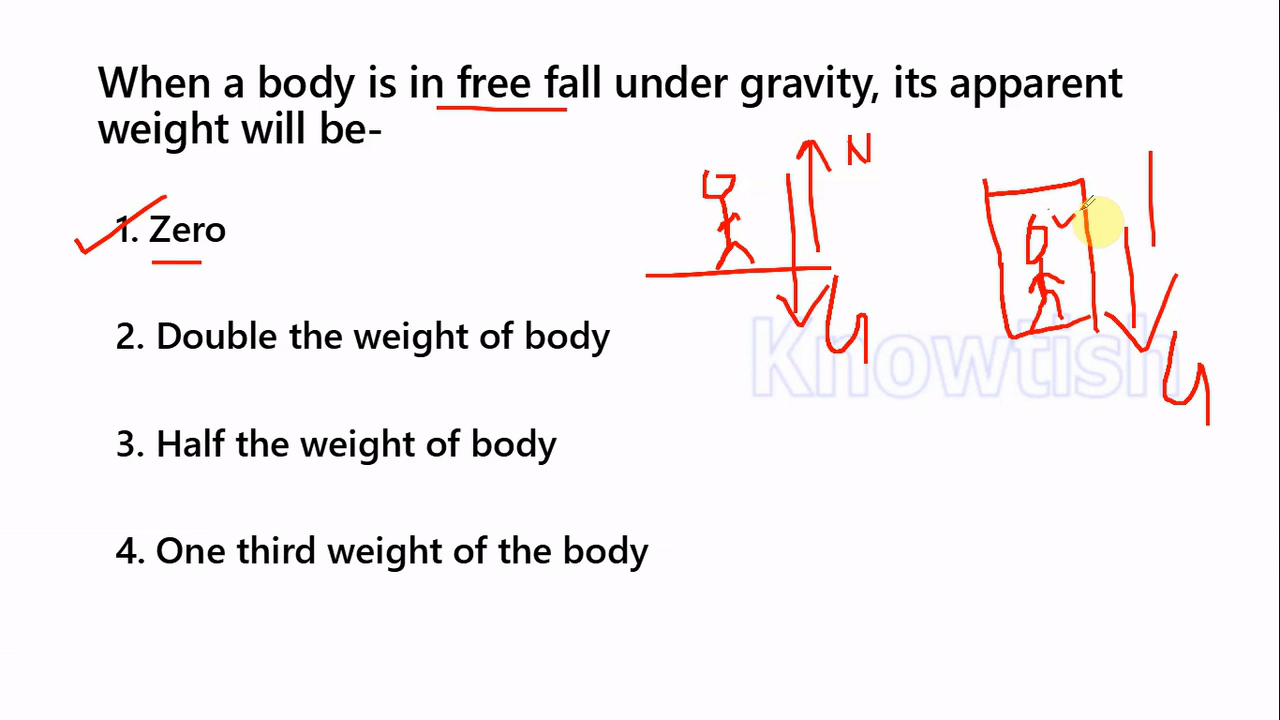 When a body is in free fall under gravity, its apparent
weight will be-
N
1. Zero
2. Double the weight of body
Knowtish
3. Half the weight of body
4. One third weight of the body